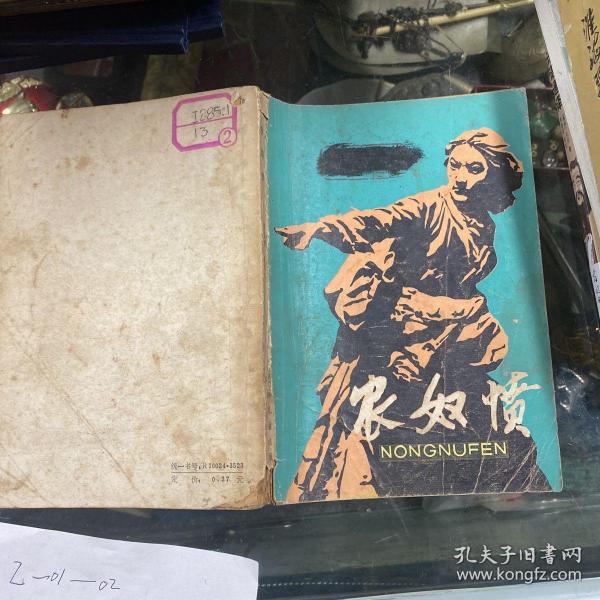 I285.1
13
②
农奴愤
NONGNUFEN
统一书号：R10024·3523
定 价： 0.27 元
Z-01-02
孔夫子旧书网
www.kongfz.com